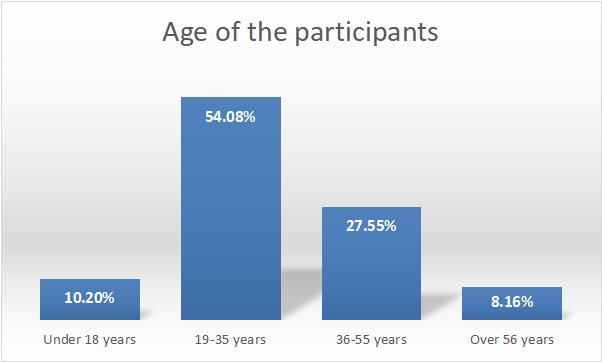 Age of the participants
54.08%
27.55%
10.20%
8.16%
Under 18 years 19-35 years 36-55 years Over 56 years